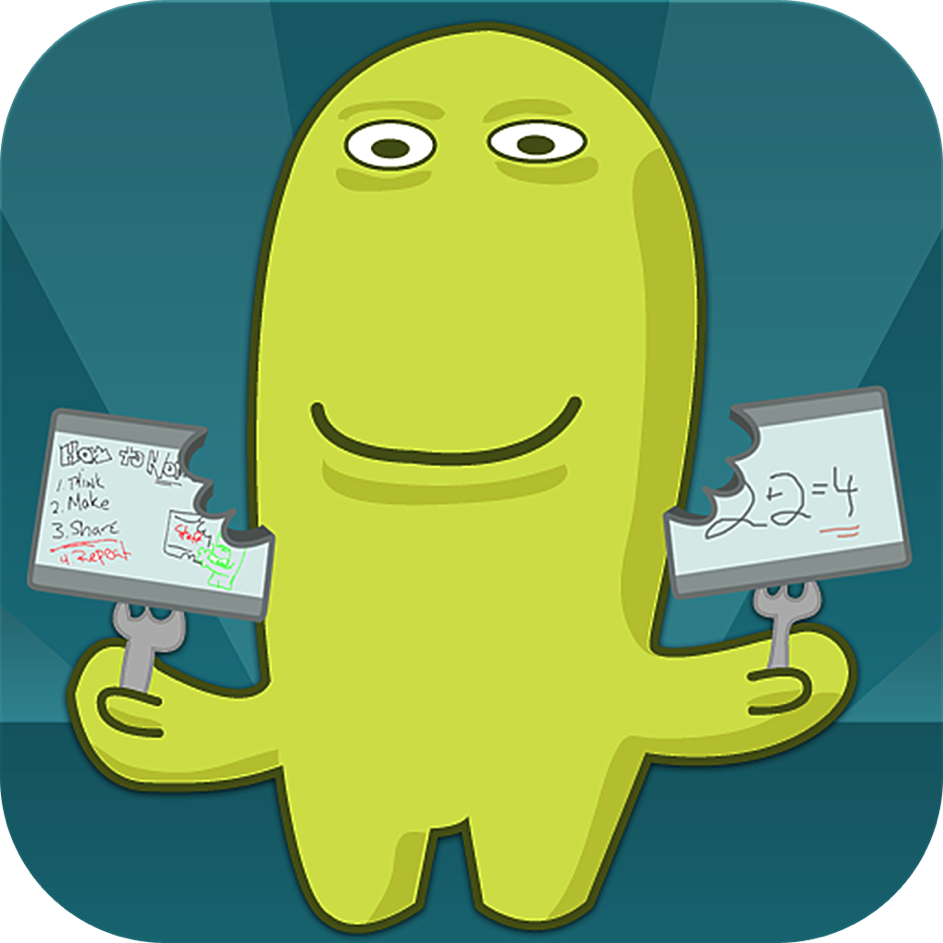 How to
1. Think
2. Make
3. Share
4. Repeat
2+2=4